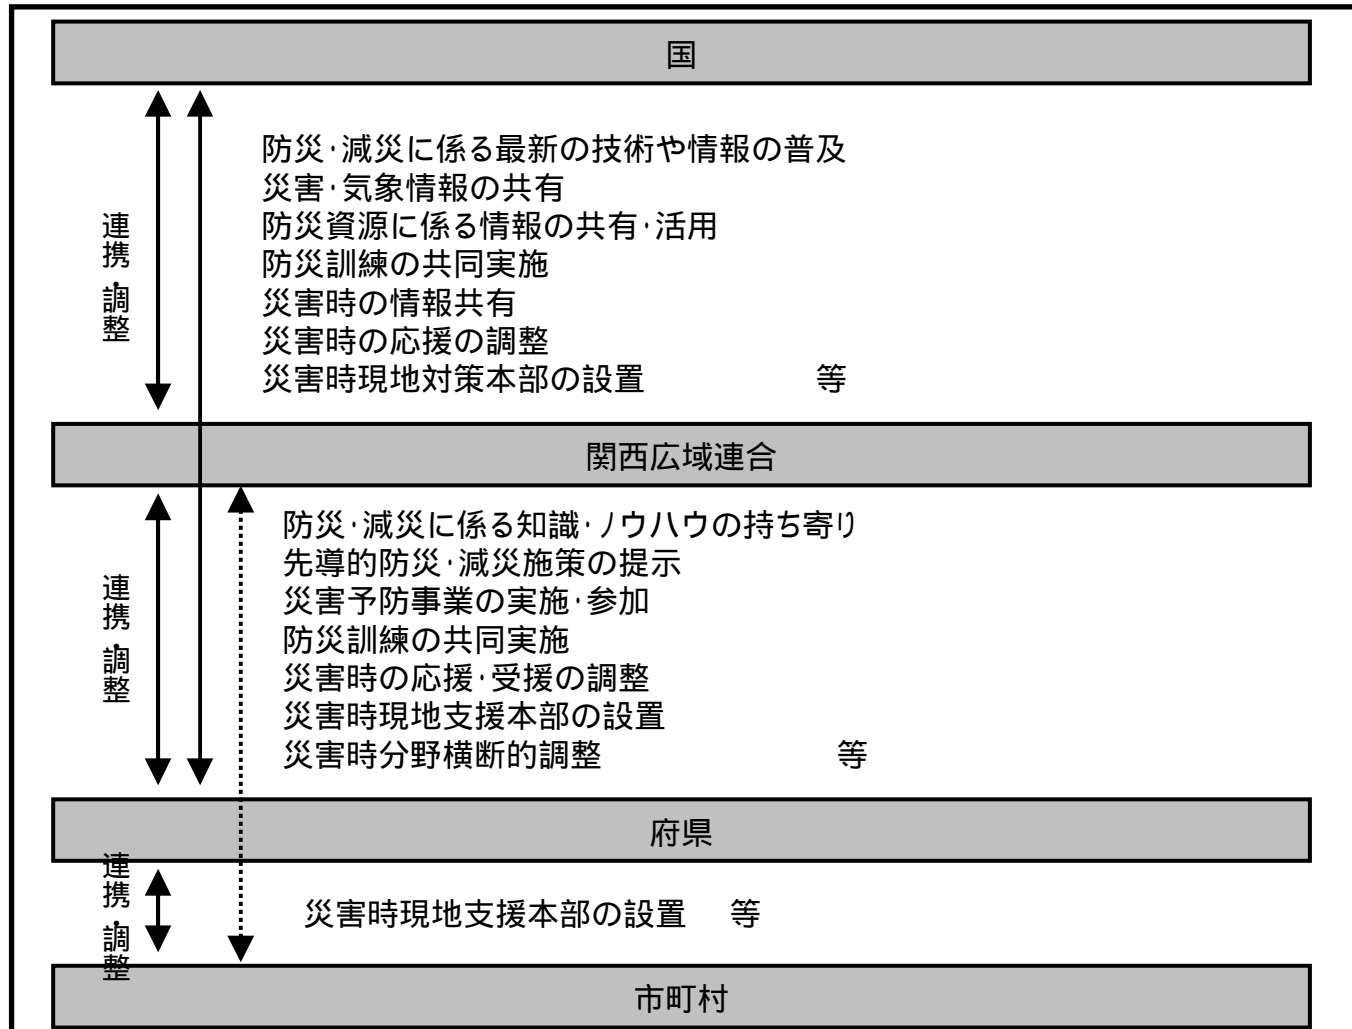 国
連携・調整
防災・減災に係る最新の技術や情報の普及
災害・気象情報の共有
防災資源に係る情報の共有・活用
防災訓練の共同実施
災害時の情報共有
災害時の応援の調整
災害時現地対策本部の設置　等
関西広域連合
連携・調整
防災・減災に係る知識・ノウハウの持ち寄り
先導的防災・減災施策の提示
災害予防事業の実施・参加
防災訓練の共同実施
災害時の応援・受援の調整
災害時現地支援本部の設置
災害時分野横断的調整　等
府県
連携・調整
災害時現地支援本部の設置　等
市町村